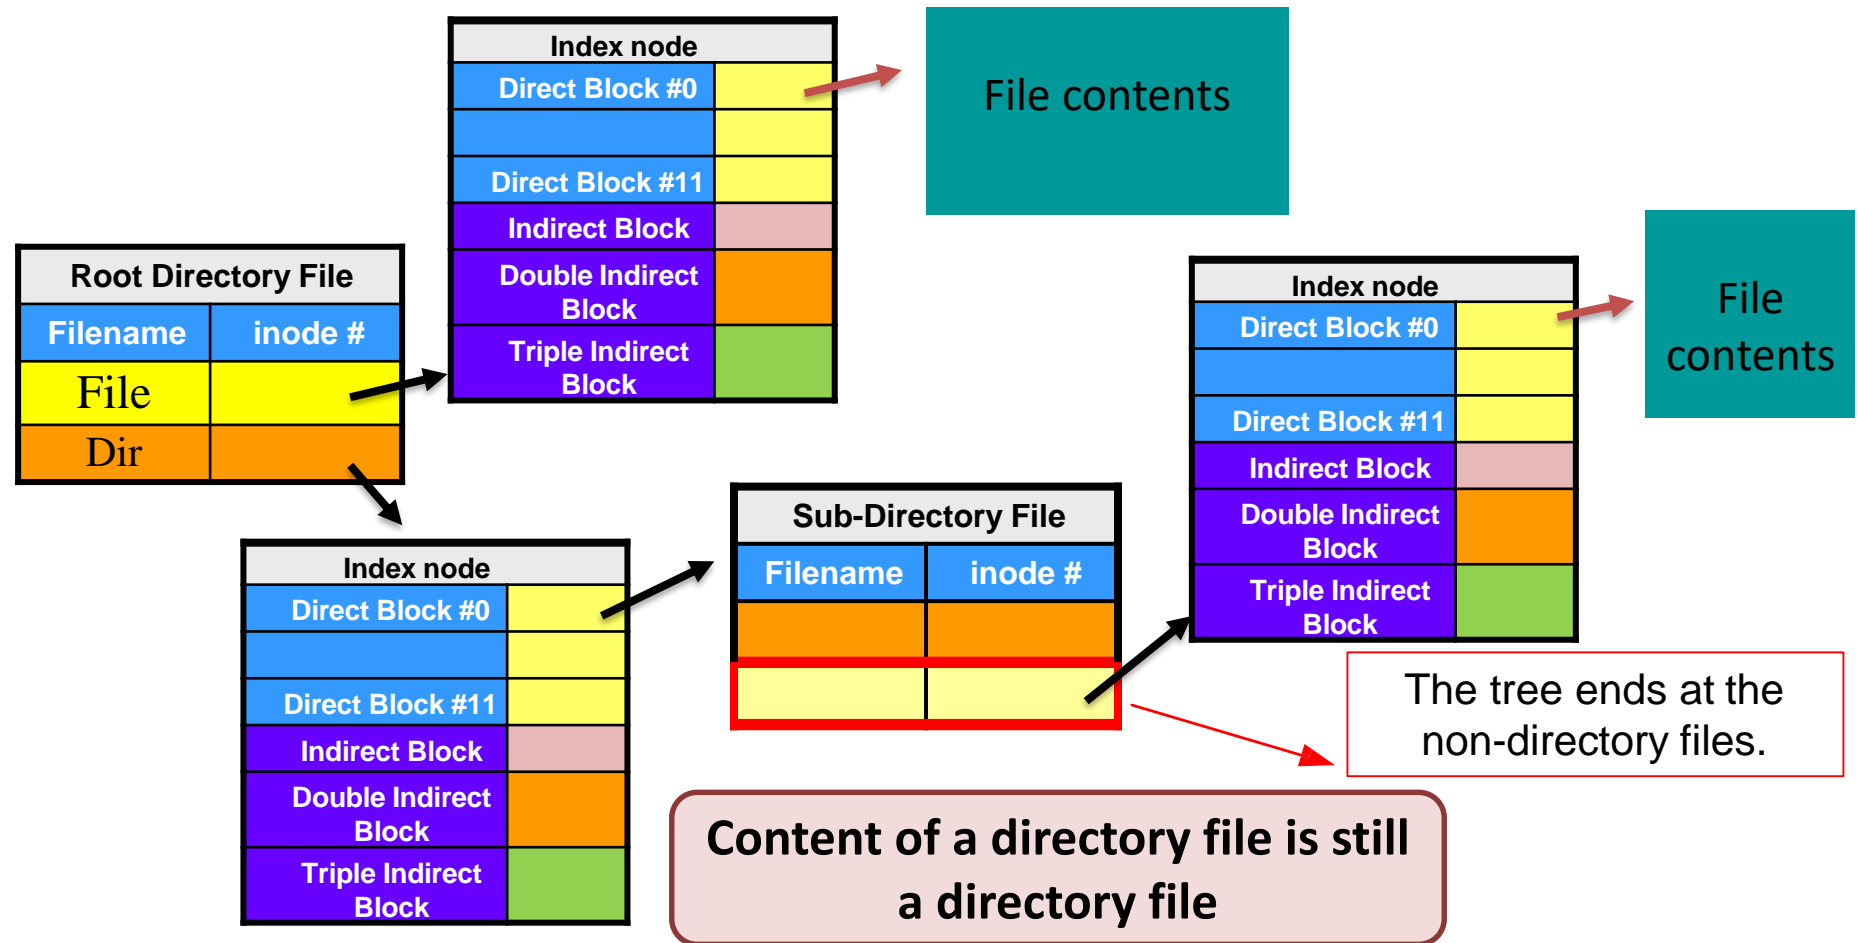 Index node
Direct Block #0
Direct Block #11
Indirect Block
Double Indirect
Block
Triple Indirect
Block
File contents
Root Directory File
Filename inode #
File
Dir
Index node
Direct Block #0
Direct Block #11
Indirect Block
Double Indirect
Block
Triple Indirect
Block
File
contents
Index node
Direct Block #0
Direct Block #11
Indirect Block
Double Indirect
Block
Triple Indirect
Block
Sub-Directory File
Filename inode #
The tree ends at the
non-directory files.
Content of a directory file is still
a directory file